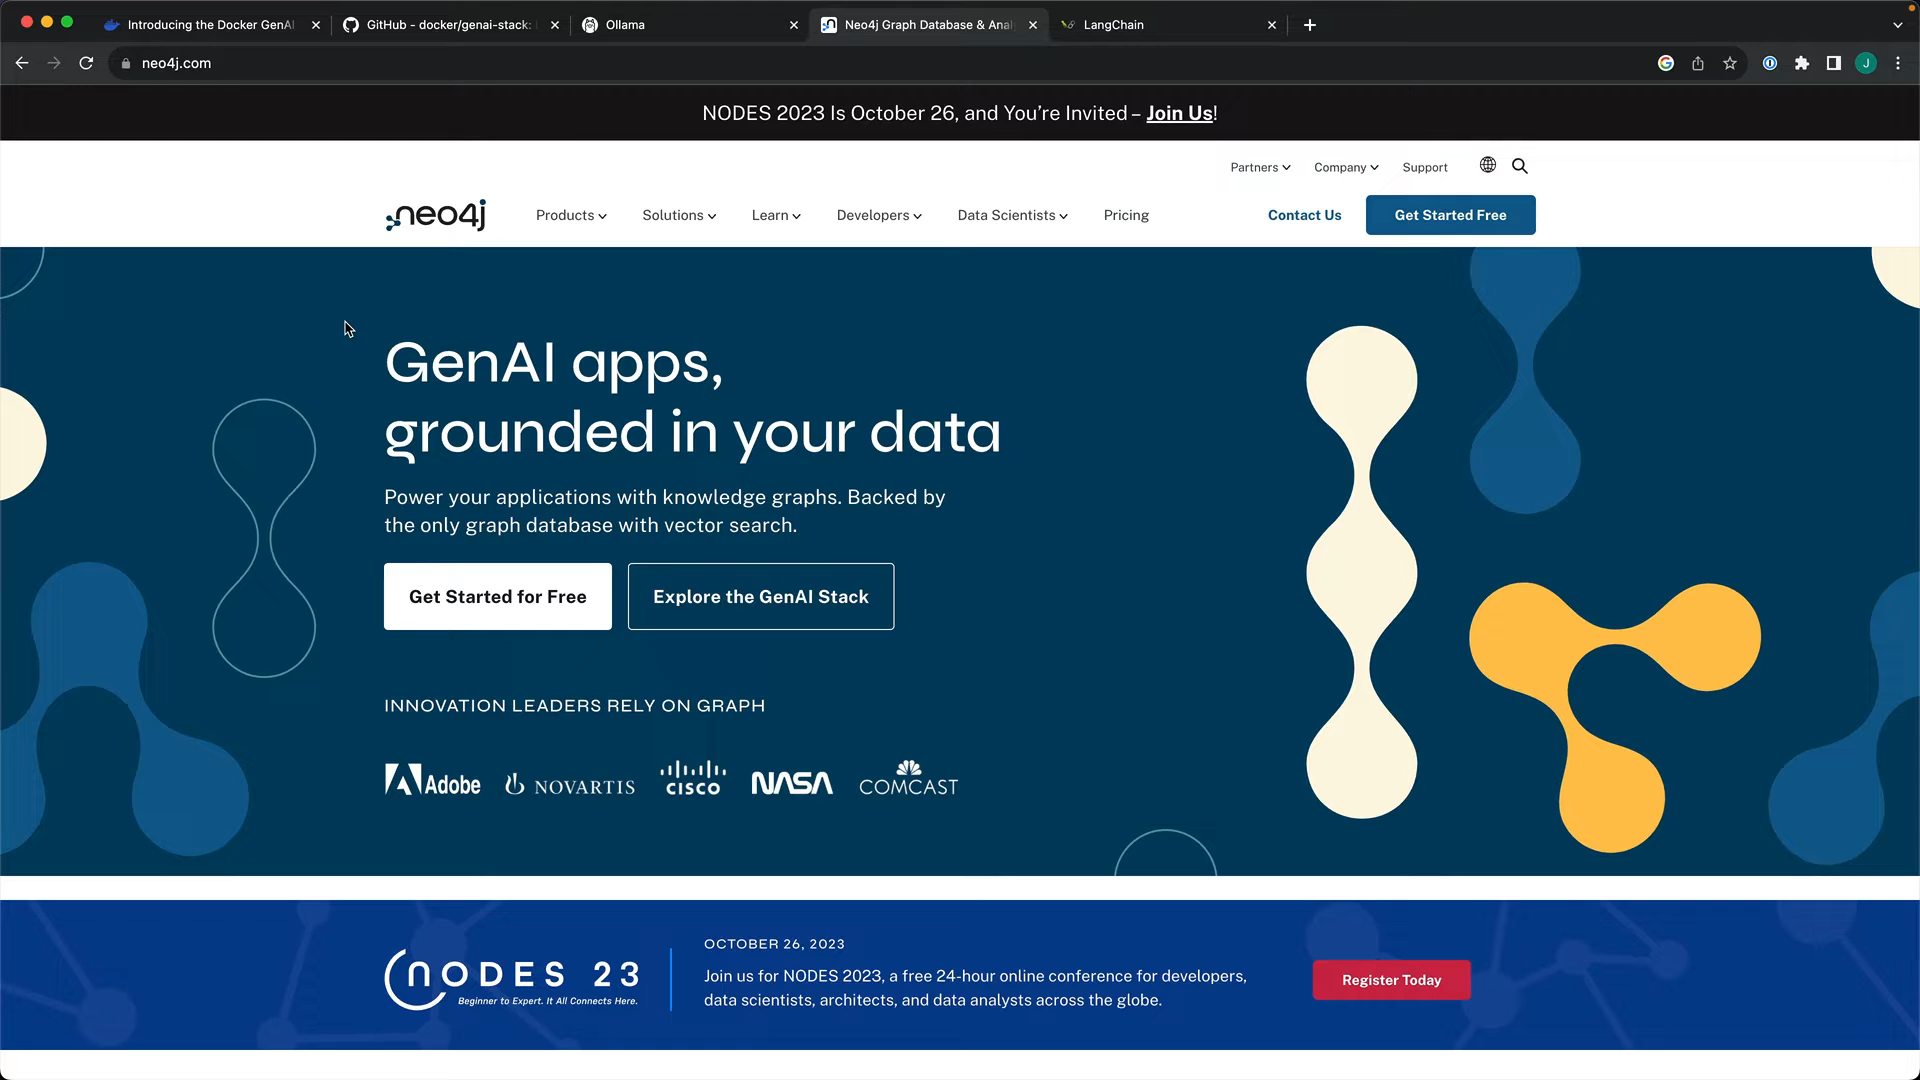 Introducing the Docker GenAI
GitHub - docker/genai-stack:
Ollama
Neo4j Graph Database & Ana
LangChain
neo4j.com
J
NODES 2023 Is October 26, and You’re Invited – Join Us!
Partners
Company
Support
neo4j
Products
Solutions
Learn
Developers
Data Scientists
Pricing
Contact Us
Get Started Free
GenAI apps,
grounded in your data
Power your applications with knowledge graphs. Backed by
the only graph database with vector search.
Get Started for Free
Explore the GenAI Stack
INNOVATION LEADERS RELY ON GRAPH
Adobe
NOVARTIS
CISCO
NASA
COMCAST
NODES 23
Beginner to Expert. It All Connects Here.
OCTOBER 26, 2023
Join us for NODES 2023, a free 24-hour online conference for developers,
data scientists, architects, and data analysts across the globe.
Register Today